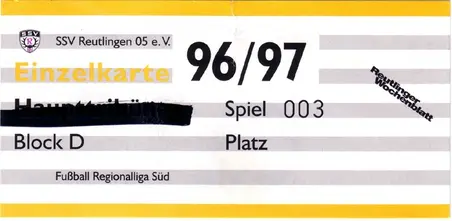 SSV
R
SSV Reutlingen 05 e.V.
96/97
Einzelkarte
Spiel 003
Reutlinger
Wochenblatt
Block D
Platz
Fußball Regionalliga Süd